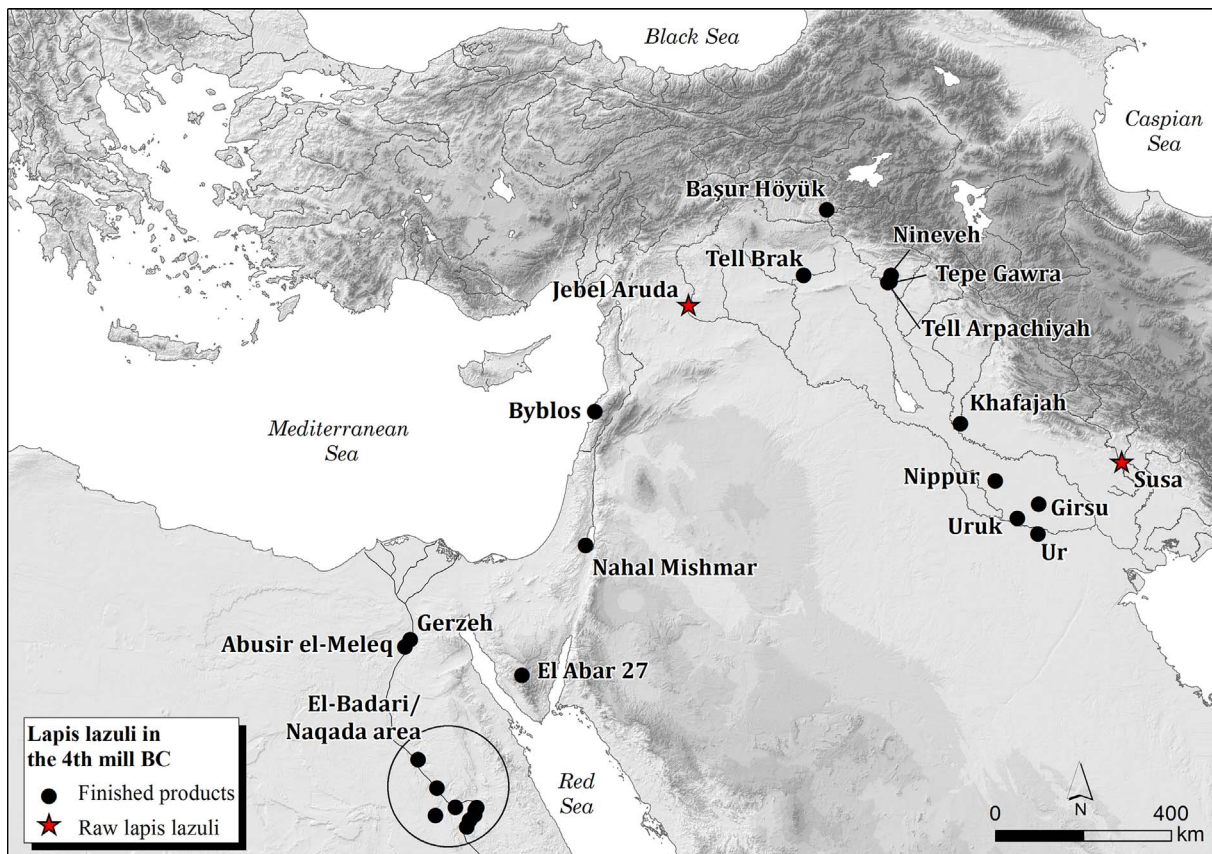 Black Sea
Caspian
Sea
Başur Höyük
Nineveh
Tell Brak
Tepe Gawra
Jebel Aruda
Tell Arpachiyah
Khafajah
Byblos
Mediterranean
Sea
Nippur
Susa
Girsu
Uruk
Ur
Nahal Mishmar
Gerzeh
Abusir el-Meleq
El Abar 27
El-Badari/
Naqada area
Red
Sea
Lapis lazuli in
the 4th mill BC
Finished products
Raw lapis lazuli
N
0 400
km